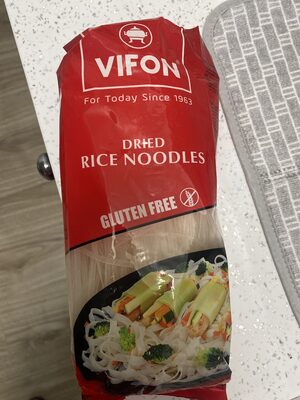 VIFON
For Today Since 1963
DRIED
RICE NOODLES
GLUTEN FREE